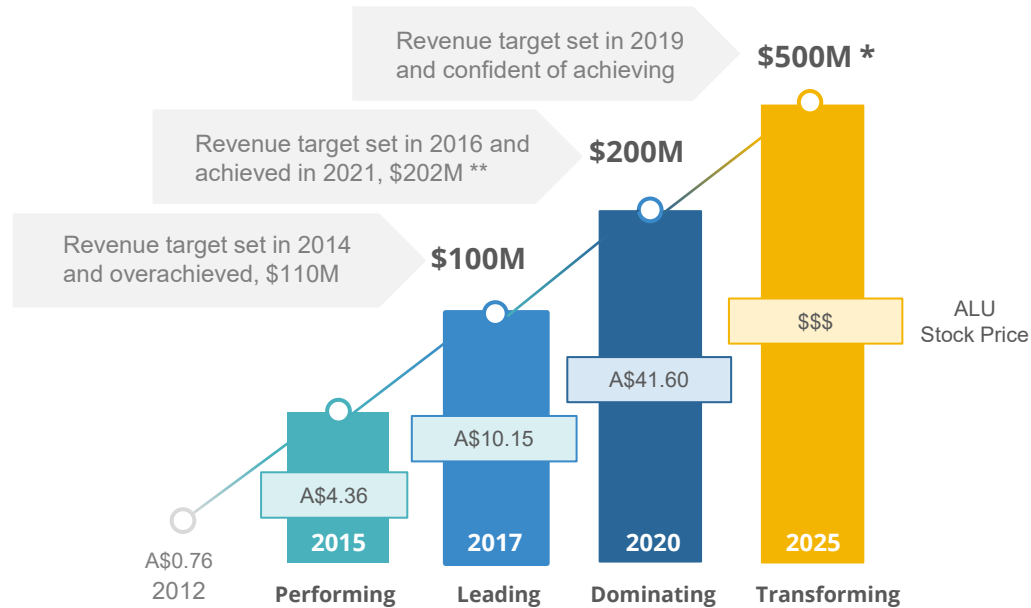 Revenue target set in 2019
and confident of achieving
$500M *
Revenue target set in 2016 and
achieved in 2021, $202M **
$200M
Revenue target set in 2014
and overachieved, $110M
$100M
$$$
ALU
Stock Price
A$41.60
A$10.15
A$4.36
A$0.76
2012
2015
2017
2020
2025
Performing
Leading
Dominating
Transforming